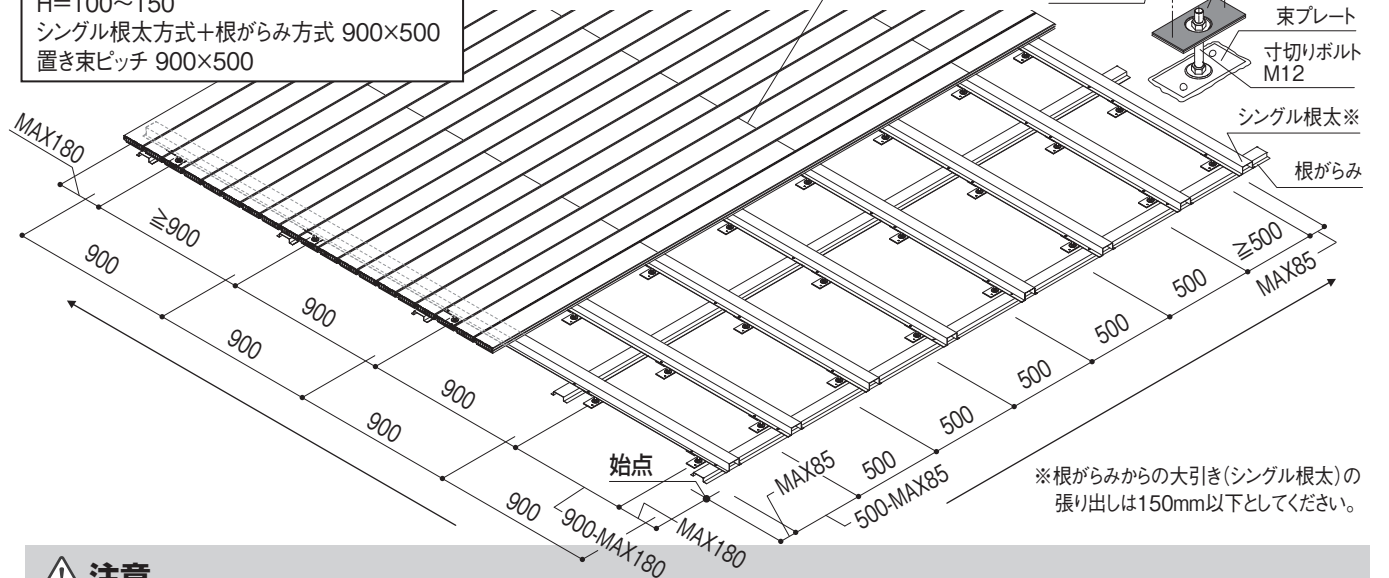 H=100〜150
シングル根太方式+根がらみ方式 900×500
置き束ピッチ 900×500
束プレート
寸切りボルト
M12
シングル根太※
根がらみ
MAX180
≧900
900
900
900
900
900
900
900
900-MAX180
MAX180
始点
MAX85
500-MAX85
500
500
500
500
500
≧500
MAX85
※根がらみからの大引き(シングル根太)の
張り出しは150mm以下としてください。
注意